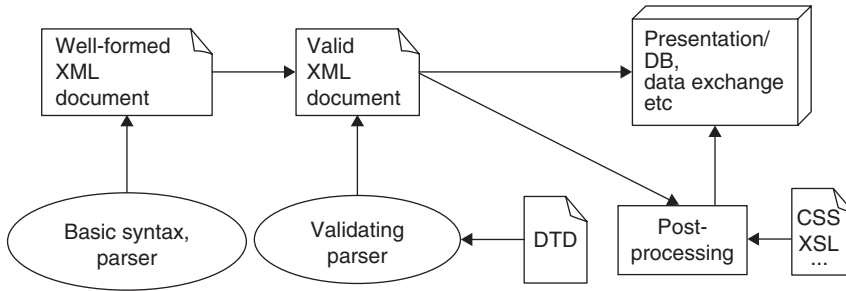 Well-formed
XML
document
Valid
XML
document
Presentation/
DB,
data exchange
etc
Basic syntax,
parser
Validating
parser
DTD
Post-
processing
CSS
XSL
...